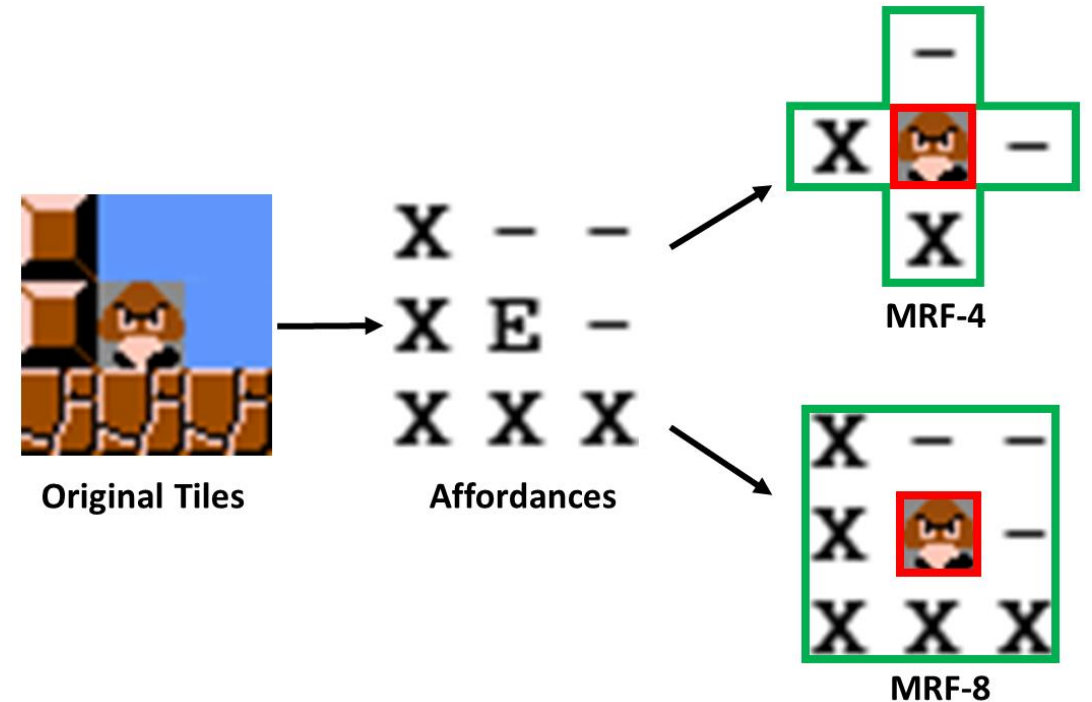 X – –
X E –
X X X
Original Tiles
Affordances
–
X –
X
MRF-4
X – –
X –
X X X
MRF-8